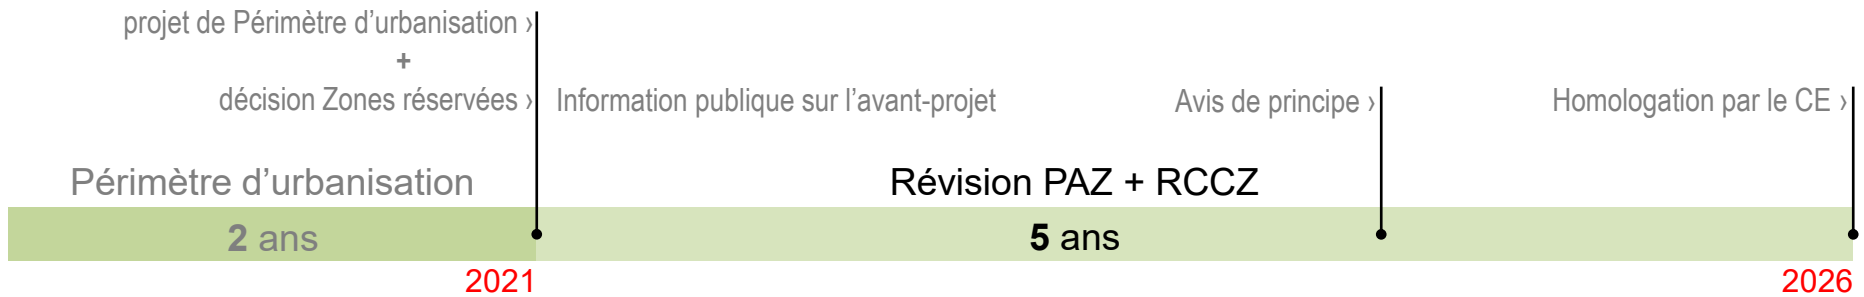 projet de Périmètre d’urbanisation ›
+
décision Zones réservées ›
Information publique sur l’avant-projet
Avis de principe ›
Homologation par le CE ›
Périmètre d’urbanisation
Révision PAZ + RCCZ
2 ans
5 ans
2021
2026